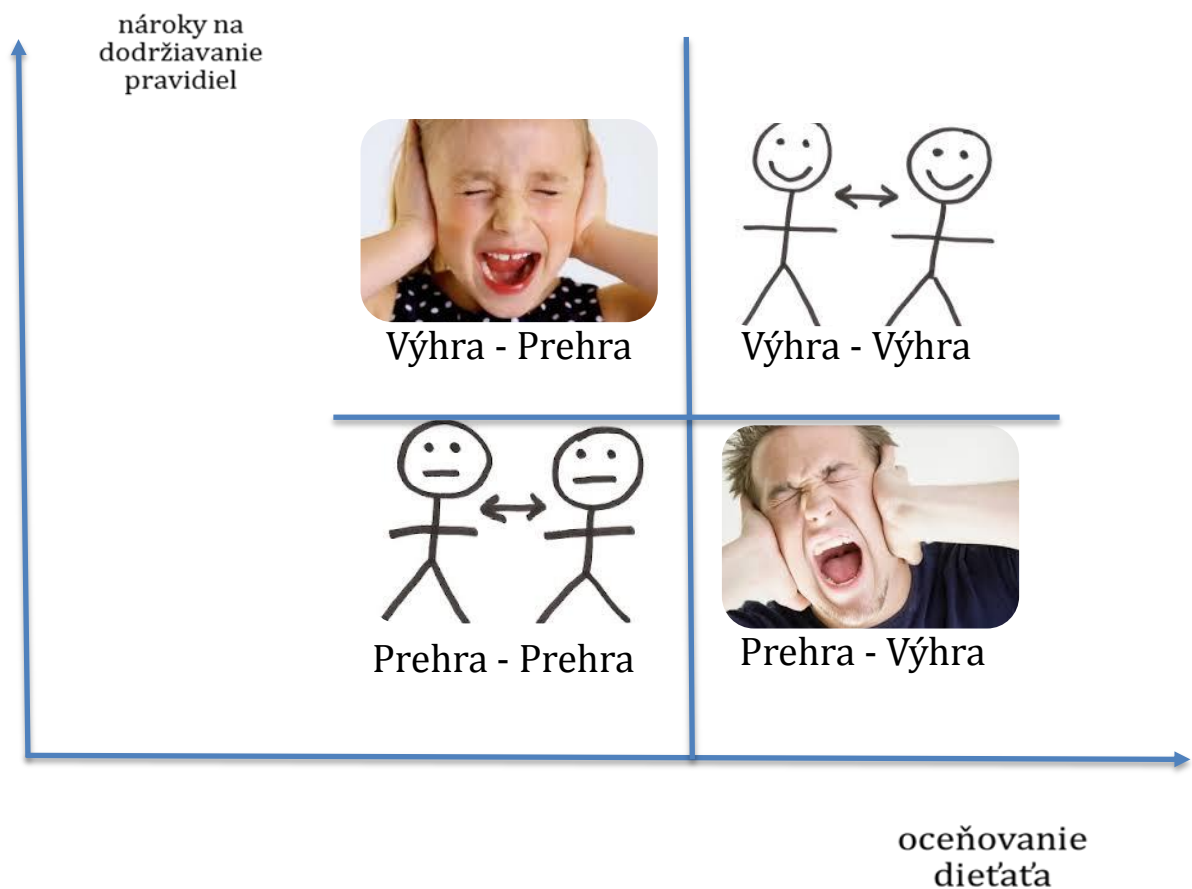 nároky na
dodržiavanie
pravidiel
Výhra - Prehra
Výhra - Výhra
Prehra - Prehra
Prehra - Výhra
oceňovanie
dieťaťa